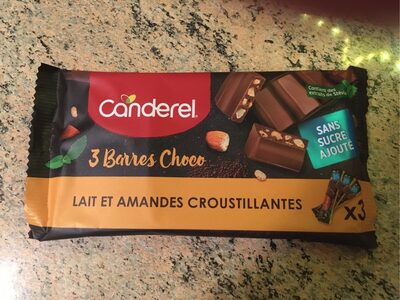 Canderel
Contient des
extraits de Stévia
SANS
SUCRE
AJOUTÉ
3 Barres Choco
LAIT ET AMANDES CROUSTILLANTES
x3